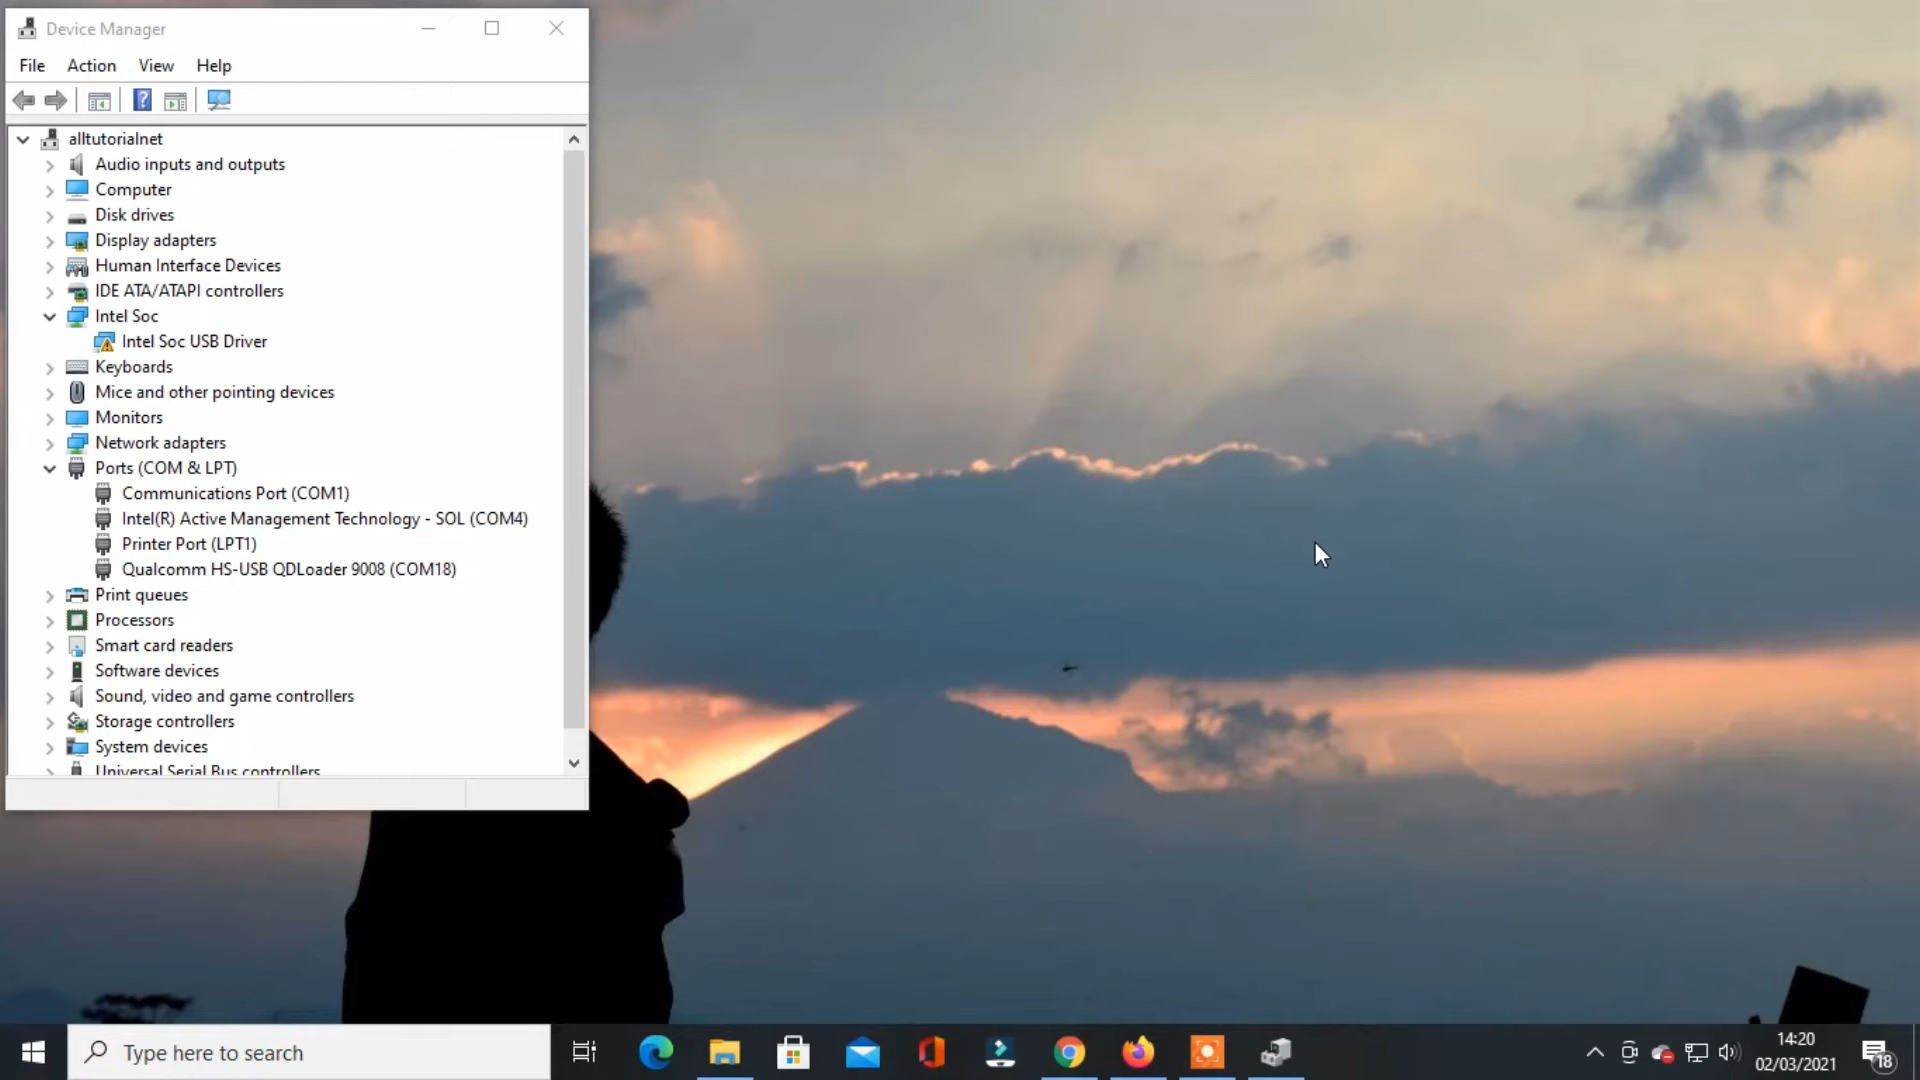 Device Manager
File Action View Help
alltutorialnet
Audio inputs and outputs
Computer
Disk drives
Display adapters
Human Interface Devices
IDE ATA/ATAPI controllers
Intel Soc
Intel Soc USB Driver
Keyboards
Mice and other pointing devices
Monitors
Network adapters
Ports (COM & LPT)
Communications Port (COM1)
Intel(R) Active Management Technology - SOL (COM4)
Printer Port (LPT1)
Qualcomm HS-USB QDLoader 9008 (COM18)
Print queues
Processors
Smart card readers
Software devices
Sound, video and game controllers
Storage controllers
System devices
Universal Serial Bus controllers
Type here to search
14:20
02/03/2021
18